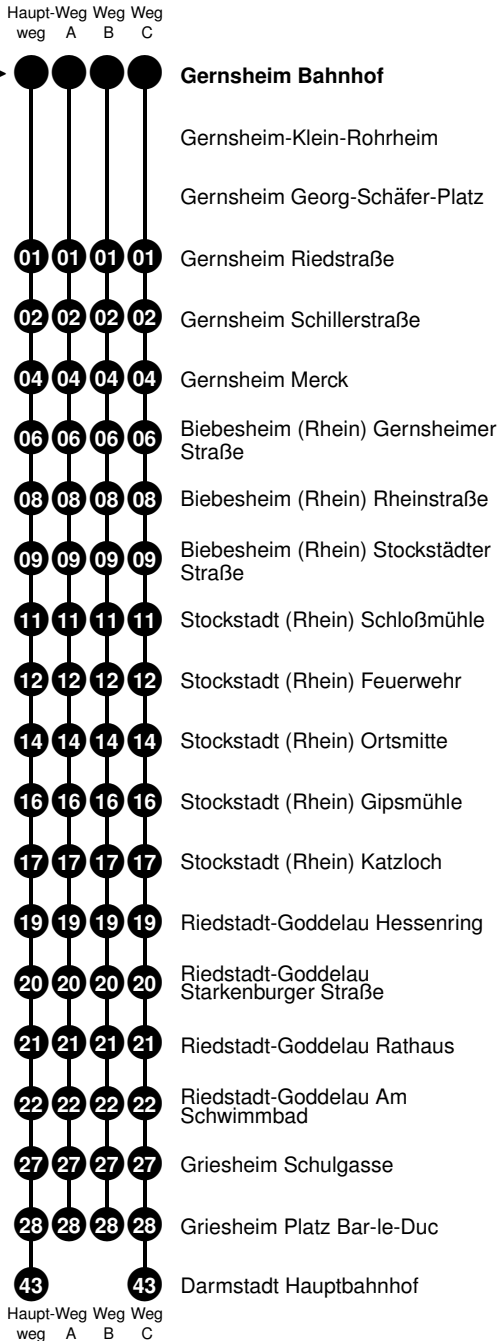 Haupt-Weg Weg Weg
weg A B C
Gernsheim Bahnhof
Gernsheim-Klein-Rohrheim
Gernsheim Georg-Schäfer-Platz
01 01 01 01 Gernsheim Riedstraße
02 02 02 02 Gernsheim Schillerstraße
04 04 04 04 Gernsheim Merck
06 06 06 06 Biebesheim (Rhein) Gernsheimer
Straße
08 08 08 08 Biebesheim (Rhein) Rheinstraße
09 09 09 09 Biebesheim (Rhein) Stockstädter
Straße
11 11 11 11 Stockstadt (Rhein) Schloßmühle
12 12 12 12 Stockstadt (Rhein) Feuerwehr
14 14 14 14 Stockstadt (Rhein) Ortsmitte
16 16 16 16 Stockstadt (Rhein) Gipsmühle
17 17 17 17 Stockstadt (Rhein) Katzloch
19 19 19 19 Riedstadt-Goddelau Hessenring
20 20 20 20 Riedstadt-Goddelau
Starkenburger Straße
21 21 21 21 Riedstadt-Goddelau Rathaus
22 22 22 22 Riedstadt-Goddelau Am
Schwimmbad
27 27 27 27 Griesheim Schulgasse
28 28 28 28 Griesheim Platz Bar-le-Duc
43 43 Darmstadt Hauptbahnhof
Haupt-Weg Weg Weg
weg A B C